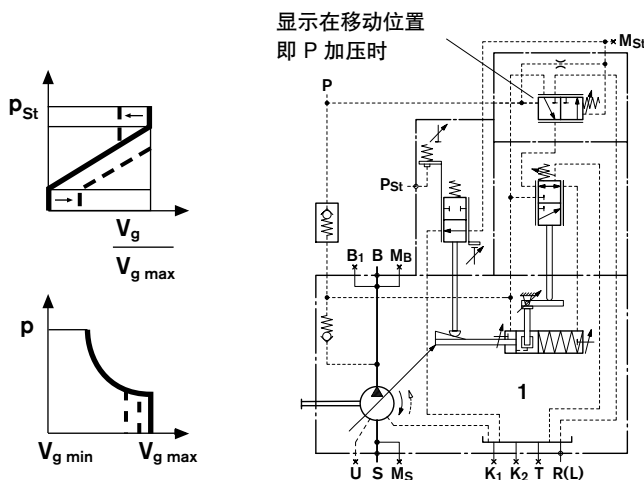 显示在移动位置
即 P 加压时
M_St
P
p_St
P_St
V_g
V_g max
B_1 B M_B
p
1
V_g min V_g max
U S M_S K_1 K_2 T R(L)